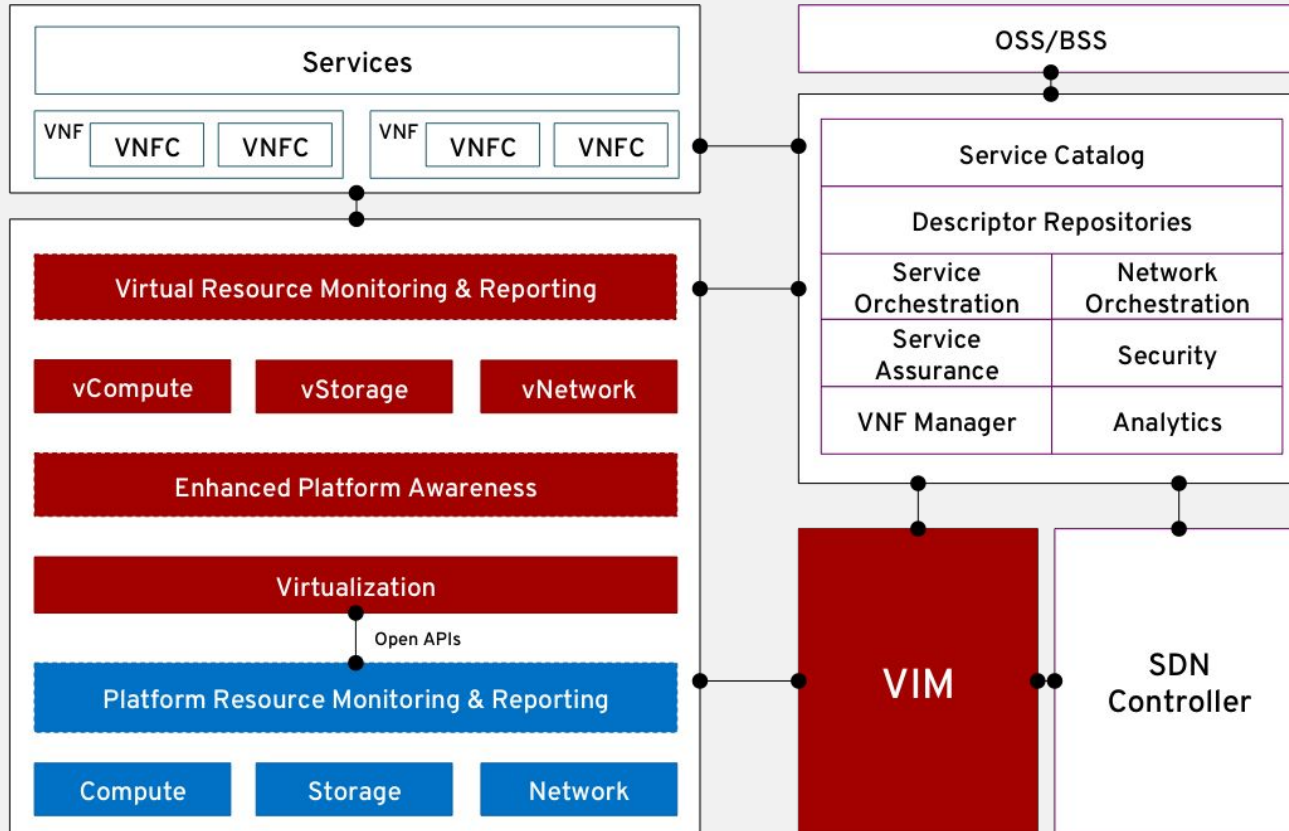 Services
VNF
VNFC
VNFC
VNF
VNFC
VNFC
Virtual Resource Monitoring & Reporting
vCompute
vStorage
vNetwork
Enhanced Platform Awareness
Virtualization
Open APIs
Platform Resource Monitoring & Reporting
Compute
Storage
Network
OSS/BSS
Service Catalog
Descriptor Repositories
Service
Orchestration
Network
Orchestration
Service
Assurance
Security
VNF Manager
Analytics
VIM
SDN
Controller